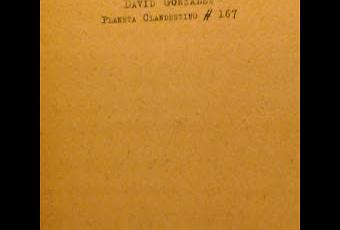 DAVID GONZALEZ
PLANETA CLANDESTINO # 167